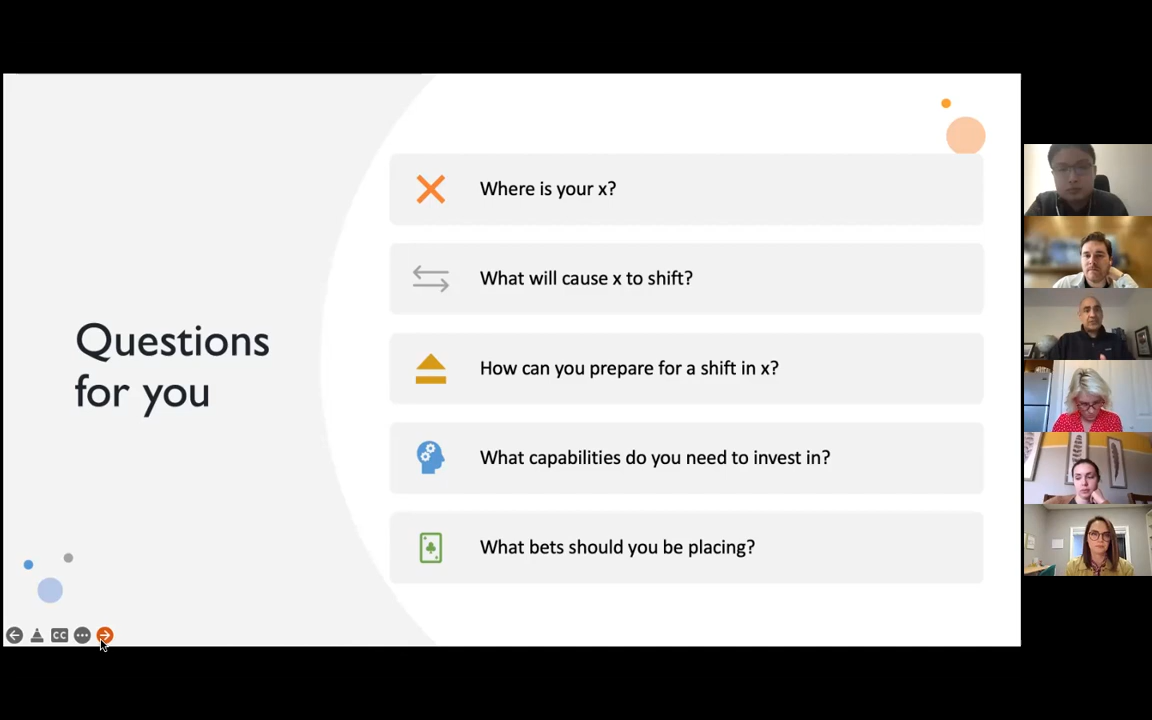 Questions
for you
Where is your x?
What will cause x to shift?
How can you prepare for a shift in x?
What capabilities do you need to invest in?
What bets should you be placing?
CC